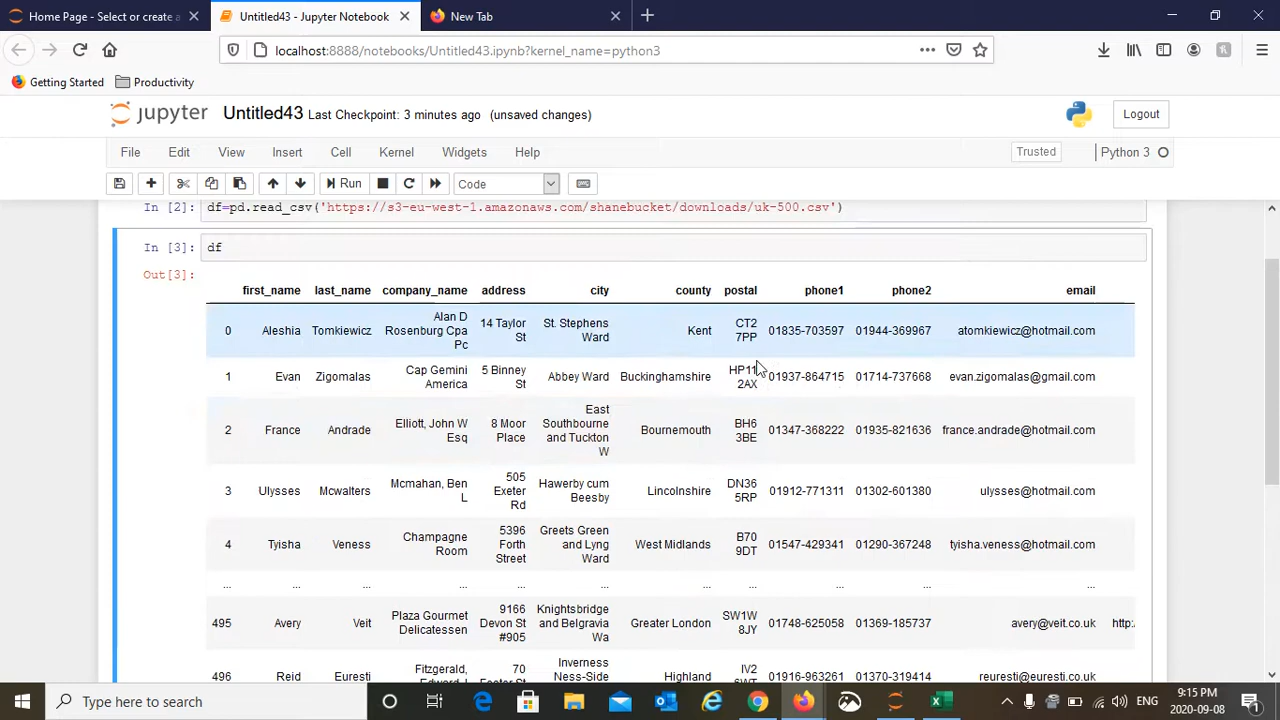 Home Page - Select or create a
Untitled43 - Jupyter Notebook
New Tab
localhost:8888/notebooks/Untitled43.ipynb?kernel_name=python3
Getting Started
Productivity
jupyter
Untitled43 Last Checkpoint: 3 minutes ago (unsaved changes)
Logout
File Edit View Insert Cell Kernel Widgets Help
Trusted
Python 3
Run
Code
In [2]: df=pd.read_csv('https://s3-eu-west-1.amazonaws.com/shanebucket/downloads/uk-500.csv')
In [3]: df
Out[3]:
first_name last_name company_name address city county postal phone1 phone2 email
0 Aleshia Tomkiewicz Alan D Rosenburg Cpa Pc 14 Taylor St St. Stephens Ward Kent CT2 7PP 01835-703597 01944-369967 atomkiewicz@hotmail.com
1 Evan Zigomalas Cap Gemini America 5 Binney St Abbey Ward Buckinghamshire HP11 2AX 01937-864715 01714-737668 evan.zigomalas@gmail.com
2 France Andrade Elliott, John W Esq 8 Moor Place East Southbourne and Tuckton W Bournemouth BH6 3BE 01347-368222 01935-821636 france.andrade@hotmail.com
3 Ulysses Mcwalters Mcmahan, Ben L 505 Exeter Rd Hawerby cum Beesby Lincolnshire DN36 5RP 01912-771311 01302-601380 ulysses@hotmail.com
4 Tyisha Veness Champagne Room 5396 Forth Street Greets Green and Lyng Ward West Midlands B70 9DT 01547-429341 01290-367248 tyisha.veness@hotmail.com
... ... ... ... ... ... ... ... ... ... ...
495 Avery Veit Plaza Gourmet Delicatessen 9166 Devon St #905 Knightsbridge and Belgravia Wa Greater London SW1W 8JY 01748-625058 01369-185737 avery@veit.co.uk http:
496 Reid Euresti Fitzgerald, 70 Inverness Ness-Side Highland IV2 01916-963261 01370-319414 reuresti@euresti.co.uk
Type here to search
ENG
9:15 PM
2020-09-08
1